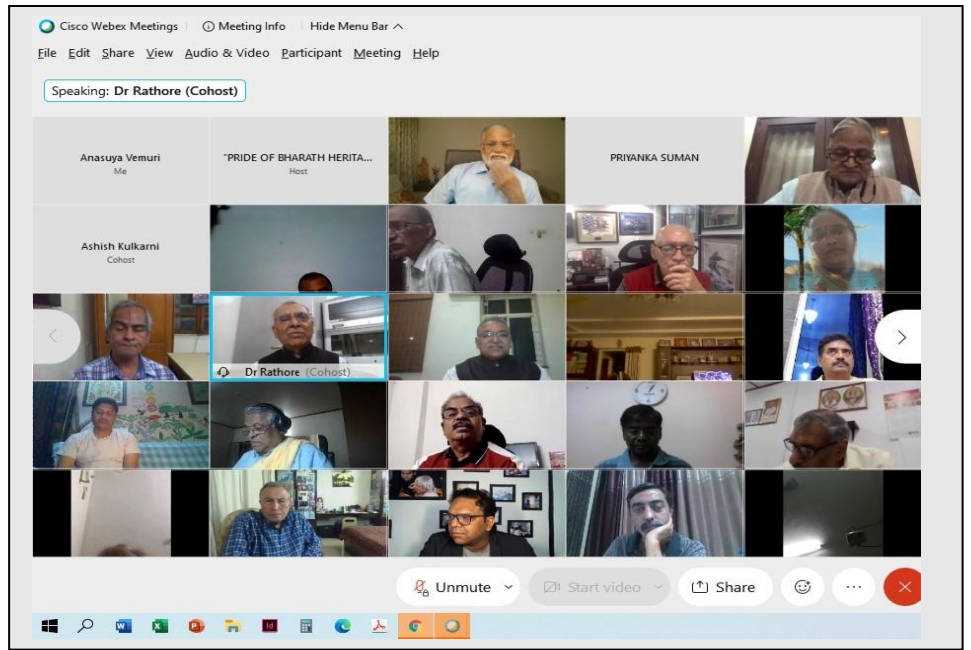 Cisco Webex Meetings
Meeting Info
Hide Menu Bar
File Edit Share View Audio & Video Participant Meeting Help
Speaking: Dr Rathore (Cohost)
Anasuya Vemuri
Me
"PRIDE OF BHARATH HERITA...
Host
PRIYANKA SUMAN
Ashish Kulkarni
Cohost
Dr Rathore (Cohost)
Unmute
Start video
Share